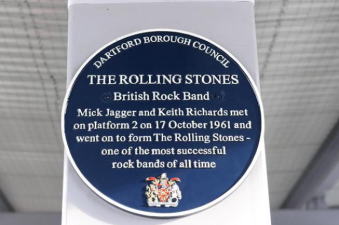 DARTFORD BOROUGH COUNCIL
THE ROLLING STONES
British Rock Band
Mick Jagger and Keith Richards met
on platform 2 on 17 October 1961 and
went on to form The Rolling Stones -
one of the most successful
rock bands of all time